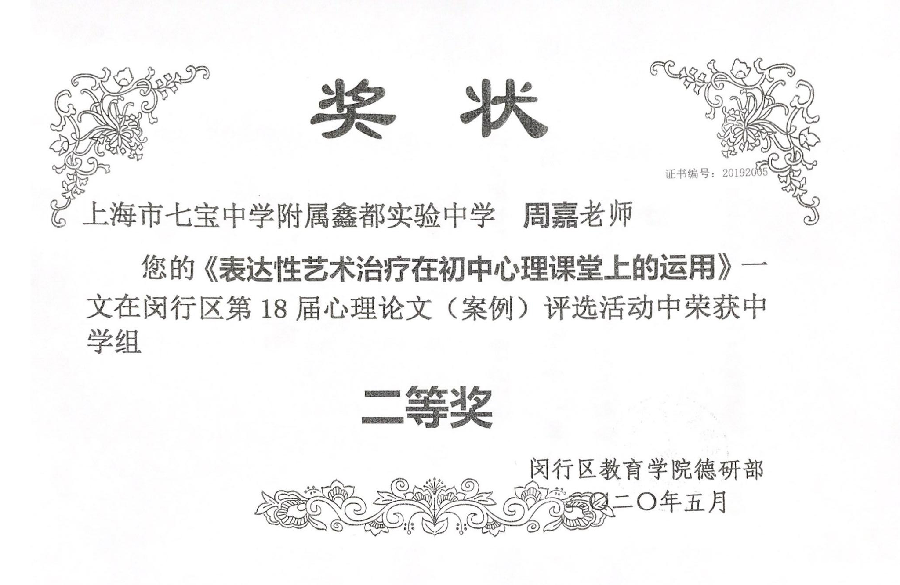 奖 状
证书编号：20192005
上海市七宝中学附属鑫都实验中学 周嘉老师
您的《表达性艺术治疗在初中心理课堂上的运用》一
文在闵行区第 18 届心理论文（案例）评选活动中荣获中
学组
二等奖
闵行区教育学院德研部
二〇二〇年五月